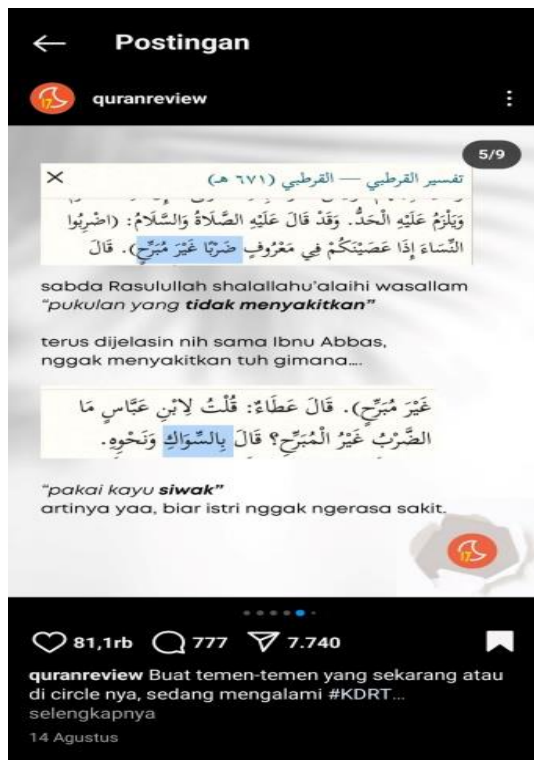 Postingan
quranreview
5/9
تفسير القرطبي — القرطبي (٦٧١ هـ)
وَيَلْزَمُ عَلَيْهِ الْحَدُّ. وَقَدْ قَالَ عَلَيْهِ الصَّلَاةُ وَالسَّلَامُ: (اضْرِبُوا
النِّسَاءَ إِذَا عَصَيْنَكُمْ فِي مَعْرُوفٍ ضَرْبًا غَيْرَ مُبَرِّحٍ). قَالَ
sabda Rasulullah shalallahu'alaihi wasallam
"pukulan yang tidak menyakitkan"
terus dijelasin nih sama Ibnu Abbas,
nggak menyakitkan tuh gimana....
غَيْرَ مُبَرِّحٍ). قَالَ عَطَاءٌ: قُلْتُ لِابْنِ عَبَّاسٍ مَا
الضَّرْبُ غَيْرُ الْمُبَرِّحِ؟ قَالَ بِالسِّوَاكِ وَنَحْوِهِ.
"pakai kayu siwak"
artinya yaa, biar istri nggak ngerasa sakit.
81,1rb 777 7.740
quranreview Buat temen-temen yang sekarang atau
di circle nya, sedang mengalami #KDRT...
selengkapnya
14 Agustus